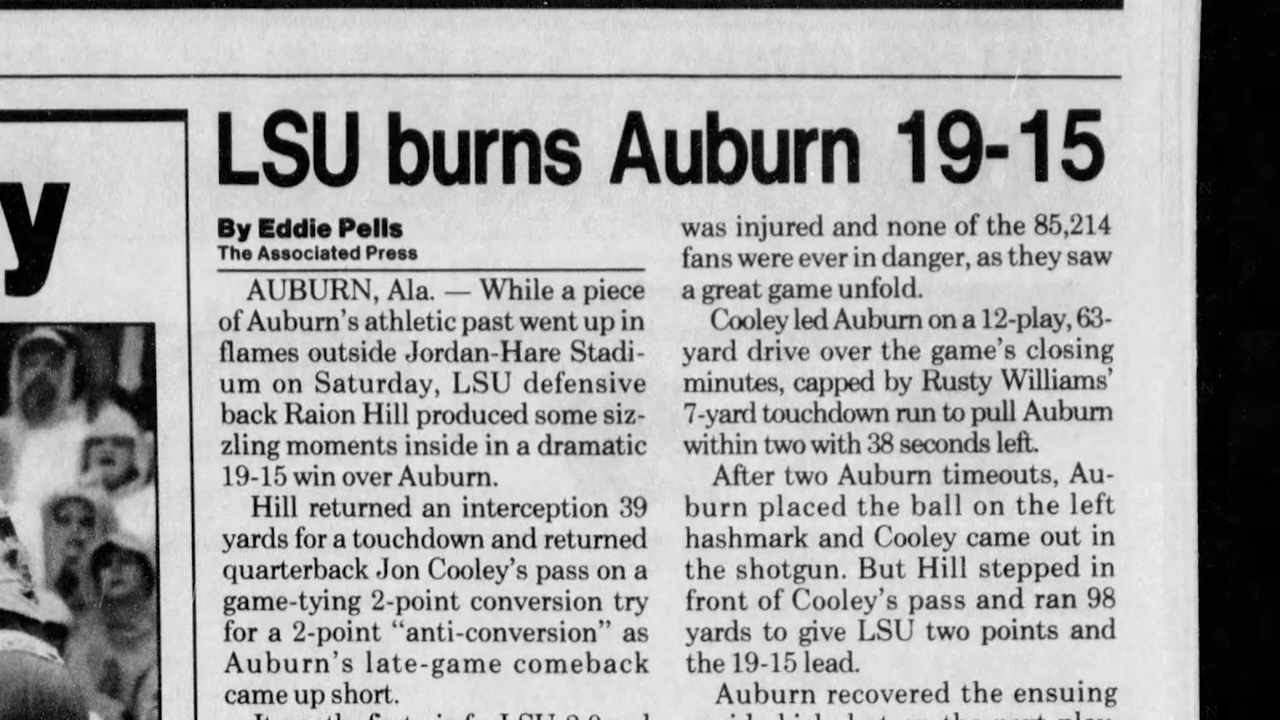 y
LSU burns Auburn 19-15
By Eddie Pells
The Associated Press
AUBURN, Ala. — While a piece
of Auburn's athletic past went up in
flames outside Jordan-Hare Stadi-
um on Saturday, LSU defensive
back Raion Hill produced some siz-
zling moments inside in a dramatic
19-15 win over Auburn.
Hill returned an interception 39
yards for a touchdown and returned
quarterback Jon Cooley's pass on a
game-tying 2-point conversion try
for a 2-point “anti-conversion” as
Auburn's late-game comeback
came up short.
was injured and none of the 85,214
fans were ever in danger, as they saw
a great game unfold.
Cooley led Auburn on a 12-play, 63-
yard drive over the game's closing
minutes, capped by Rusty Williams'
7-yard touchdown run to pull Auburn
within two with 38 seconds left.
After two Auburn timeouts, Au-
burn placed the ball on the left
hashmark and Cooley came out in
the shotgun. But Hill stepped in
front of Cooley's pass and ran 98
yards to give LSU two points and
the 19-15 lead.
Auburn recovered the ensuing